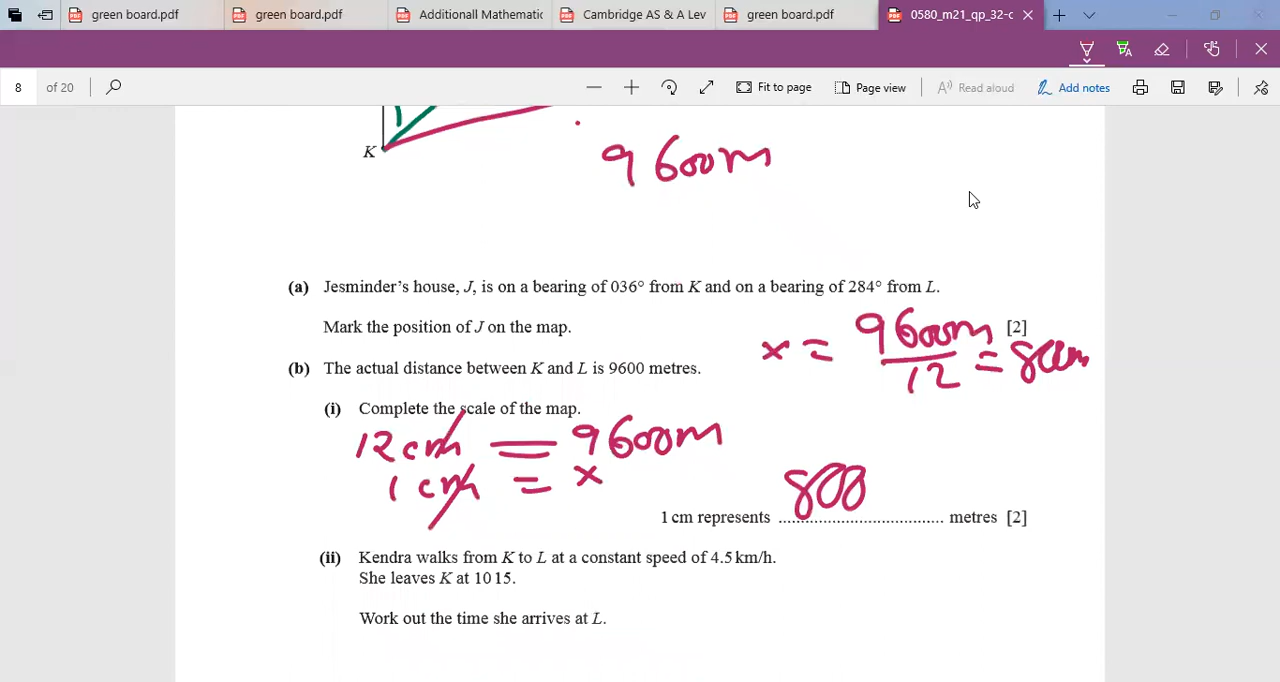 green board.pdf green board.pdf Additionall Mathematic Cambridge AS & A Lev green board.pdf 0580_m21_qp_32-c
8 of 20 Fit to page Page view Read aloud Add notes
K
9600m
(a) Jesminder's house, J, is on a bearing of 036° from K and on a bearing of 284° from L.
Mark the position of J on the map. [2]
x = 9600m / 12 = 800m
(b) The actual distance between K and L is 9600 metres.
(i) Complete the scale of the map.
12cm = 9600m
1cm = x
800
1 cm represents ...................................... metres [2]
(ii) Kendra walks from K to L at a constant speed of 4.5 km/h.
She leaves K at 10 15.
Work out the time she arrives at L.